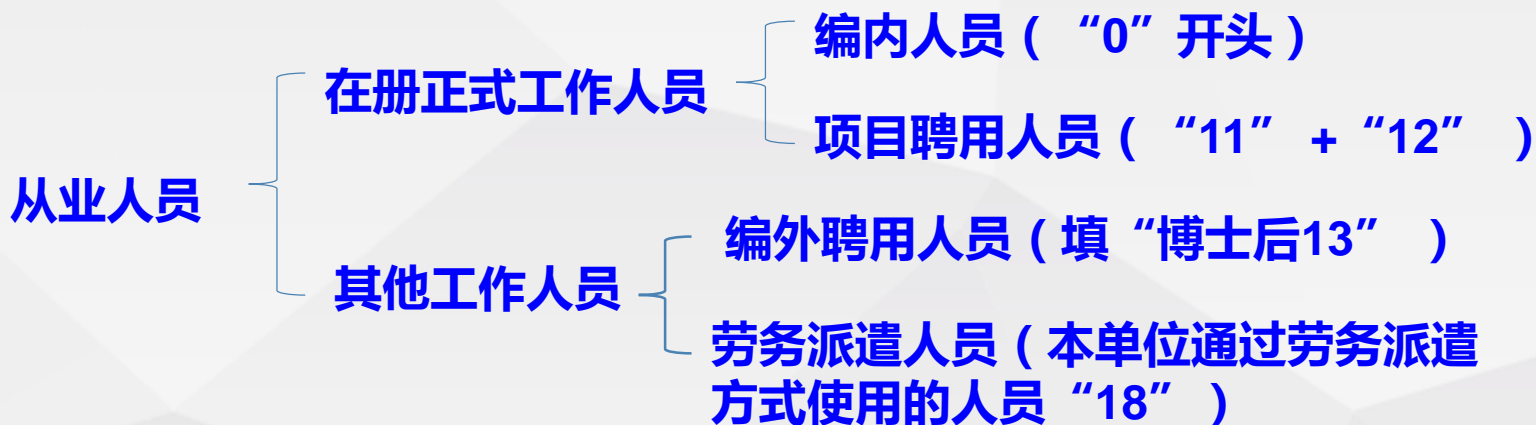 编内人员（ “0”开头）
在册正式工作人员
项目聘用人员（ “11” + “12” ）
从业人员
编外聘用人员（填“博士后13” ）
其他工作人员
劳务派遣人员（本单位通过劳务派遣
方式使用的人员“18” ）